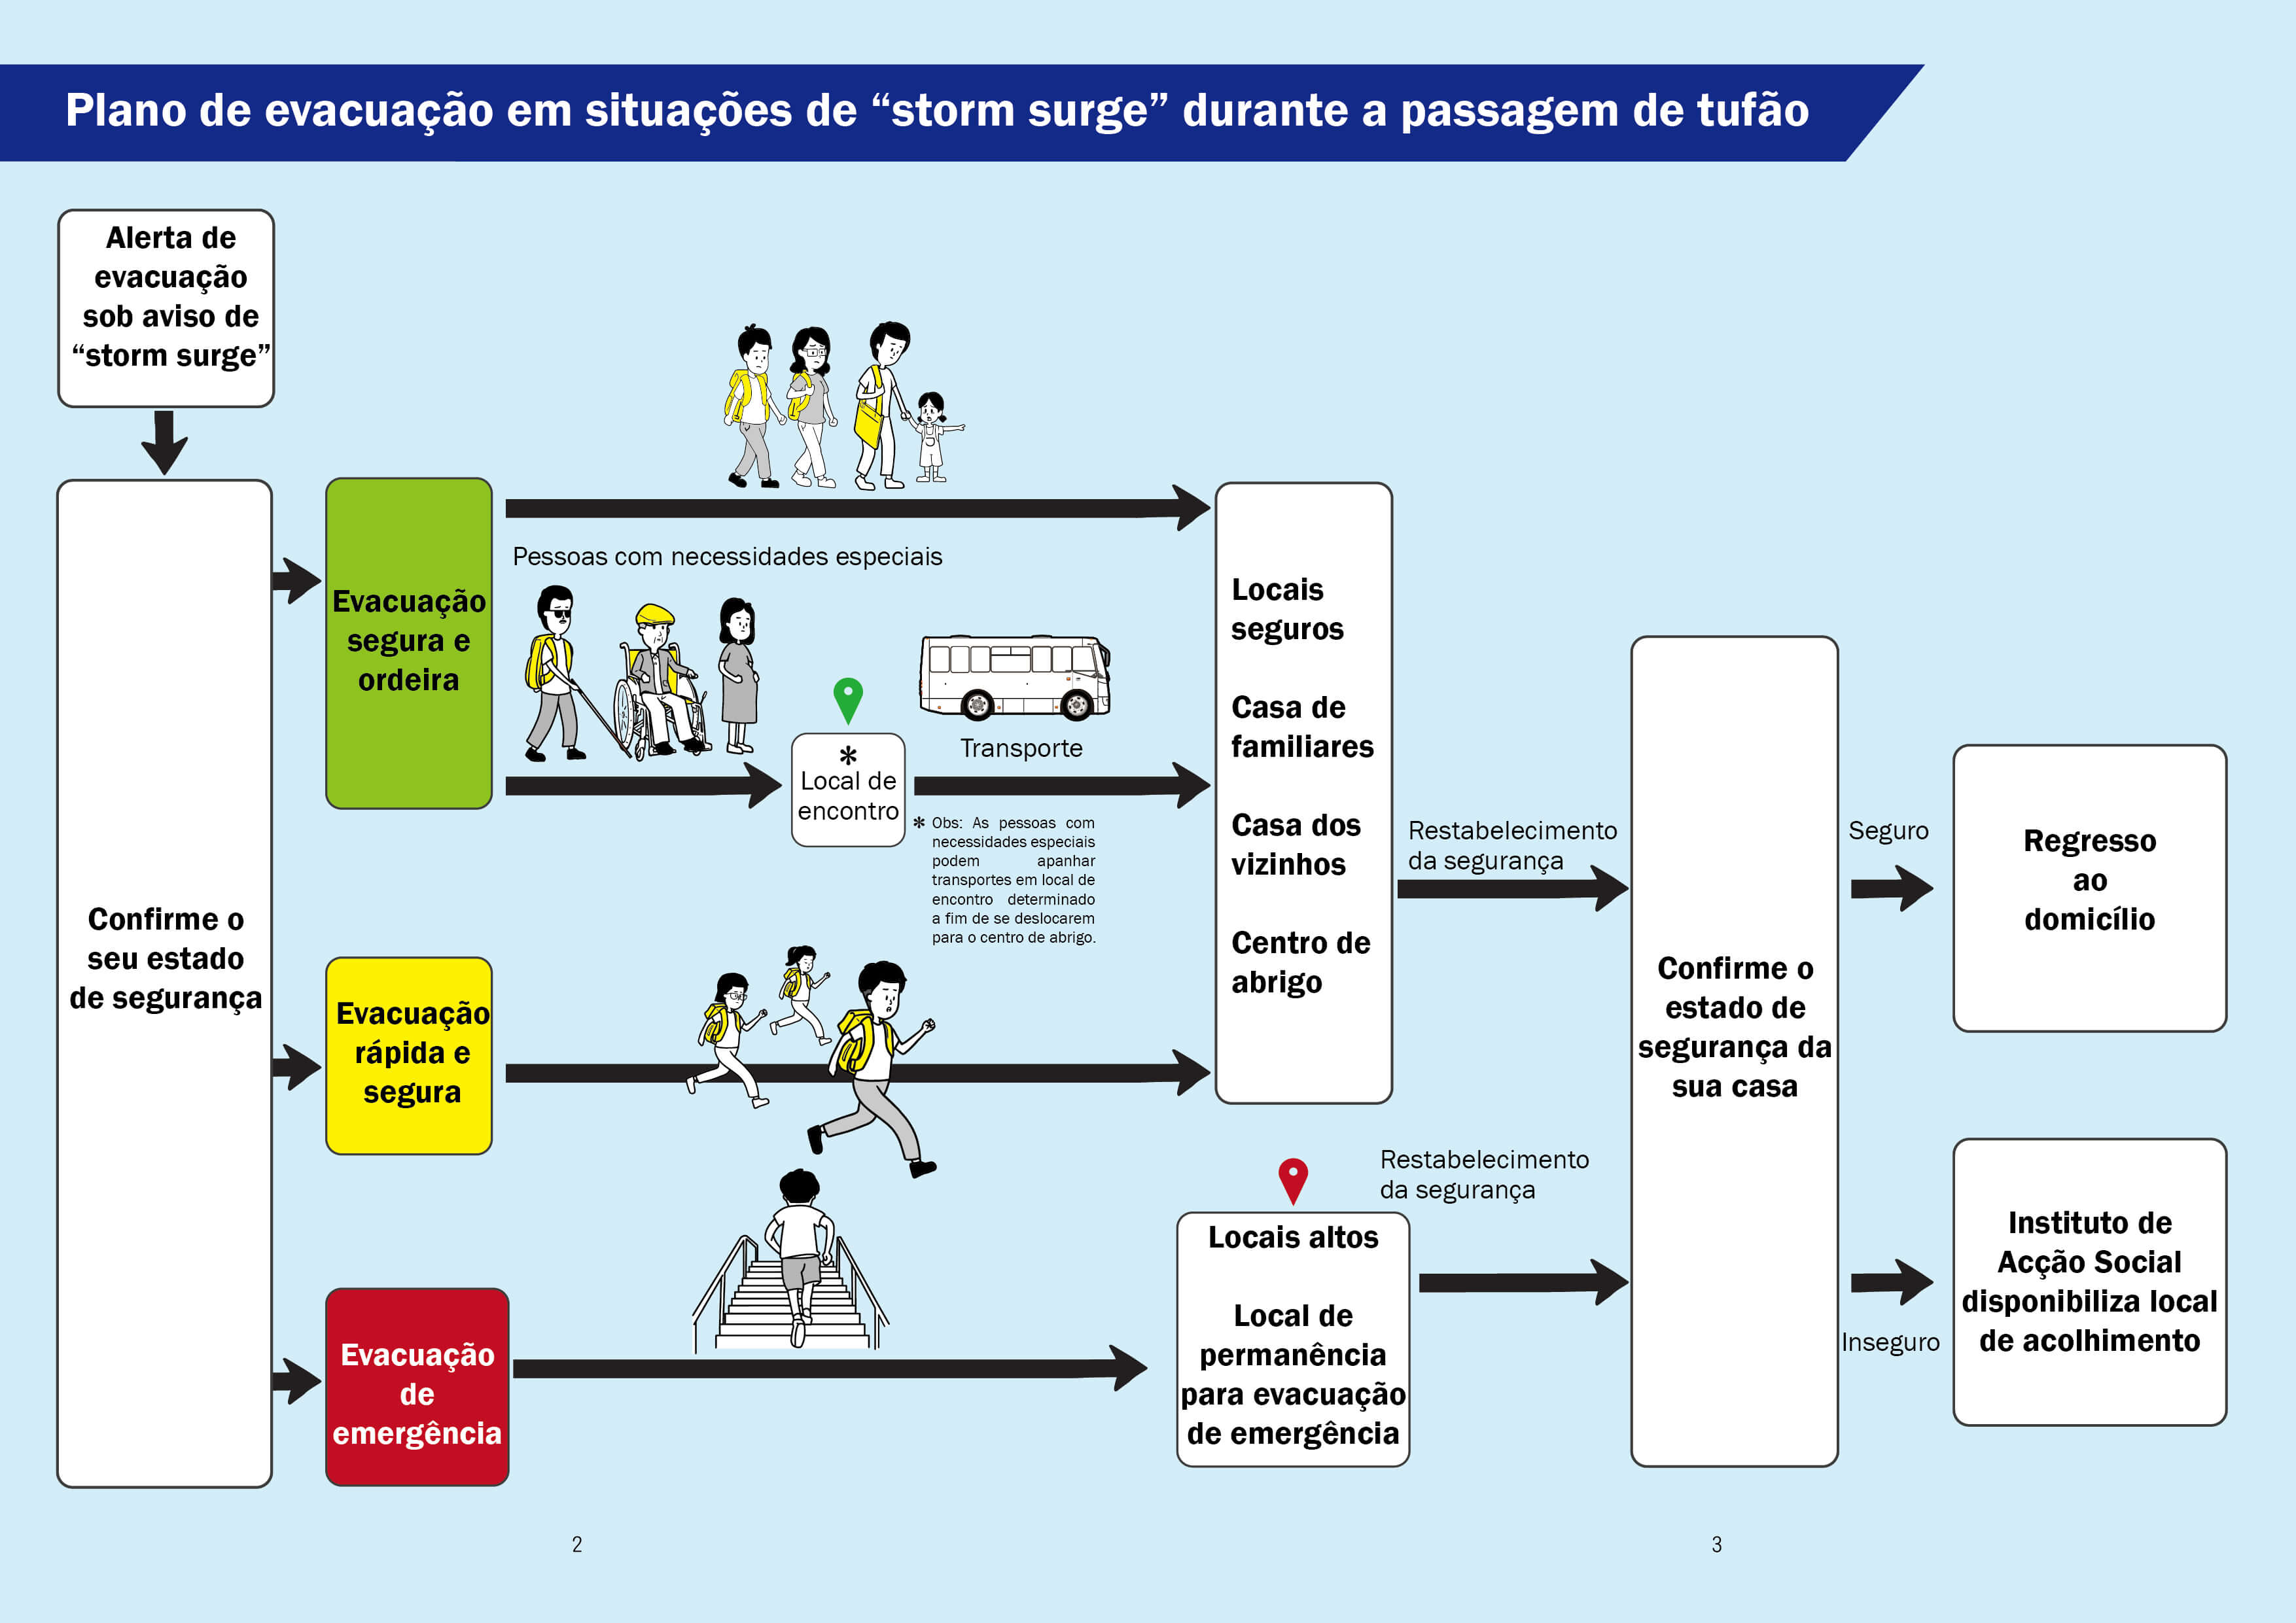 Plano de evacuação em situações de “storm surge” durante a passagem de tufão
Alerta de
evacuação
sob aviso de
“storm surge”
Confirme o
seu estado
de segurança
Evacuação
segura e
ordeira
Pessoas com necessidades especiais
*
Local de
encontro
Transporte
* Obs: As pessoas com
necessidades especiais
podem apanhar
transportes em local de
encontro determinado
a fim de se deslocarem
para o centro de abrigo.
Evacuação
rápida e
segura
Evacuação
de
emergência
Locais
seguros
Casa de
familiares
Casa dos
vizinhos
Centro de
abrigo
Restabelecimento
da segurança
Locais altos
Local de
permanência
para evacuação
de emergência
Restabelecimento
da segurança
Confirme o
estado de
segurança da
sua casa
Seguro
Regresso
ao
domicílio
Inseguro
Instituto de
Acção Social
disponibiliza local
de acolhimento
2
3